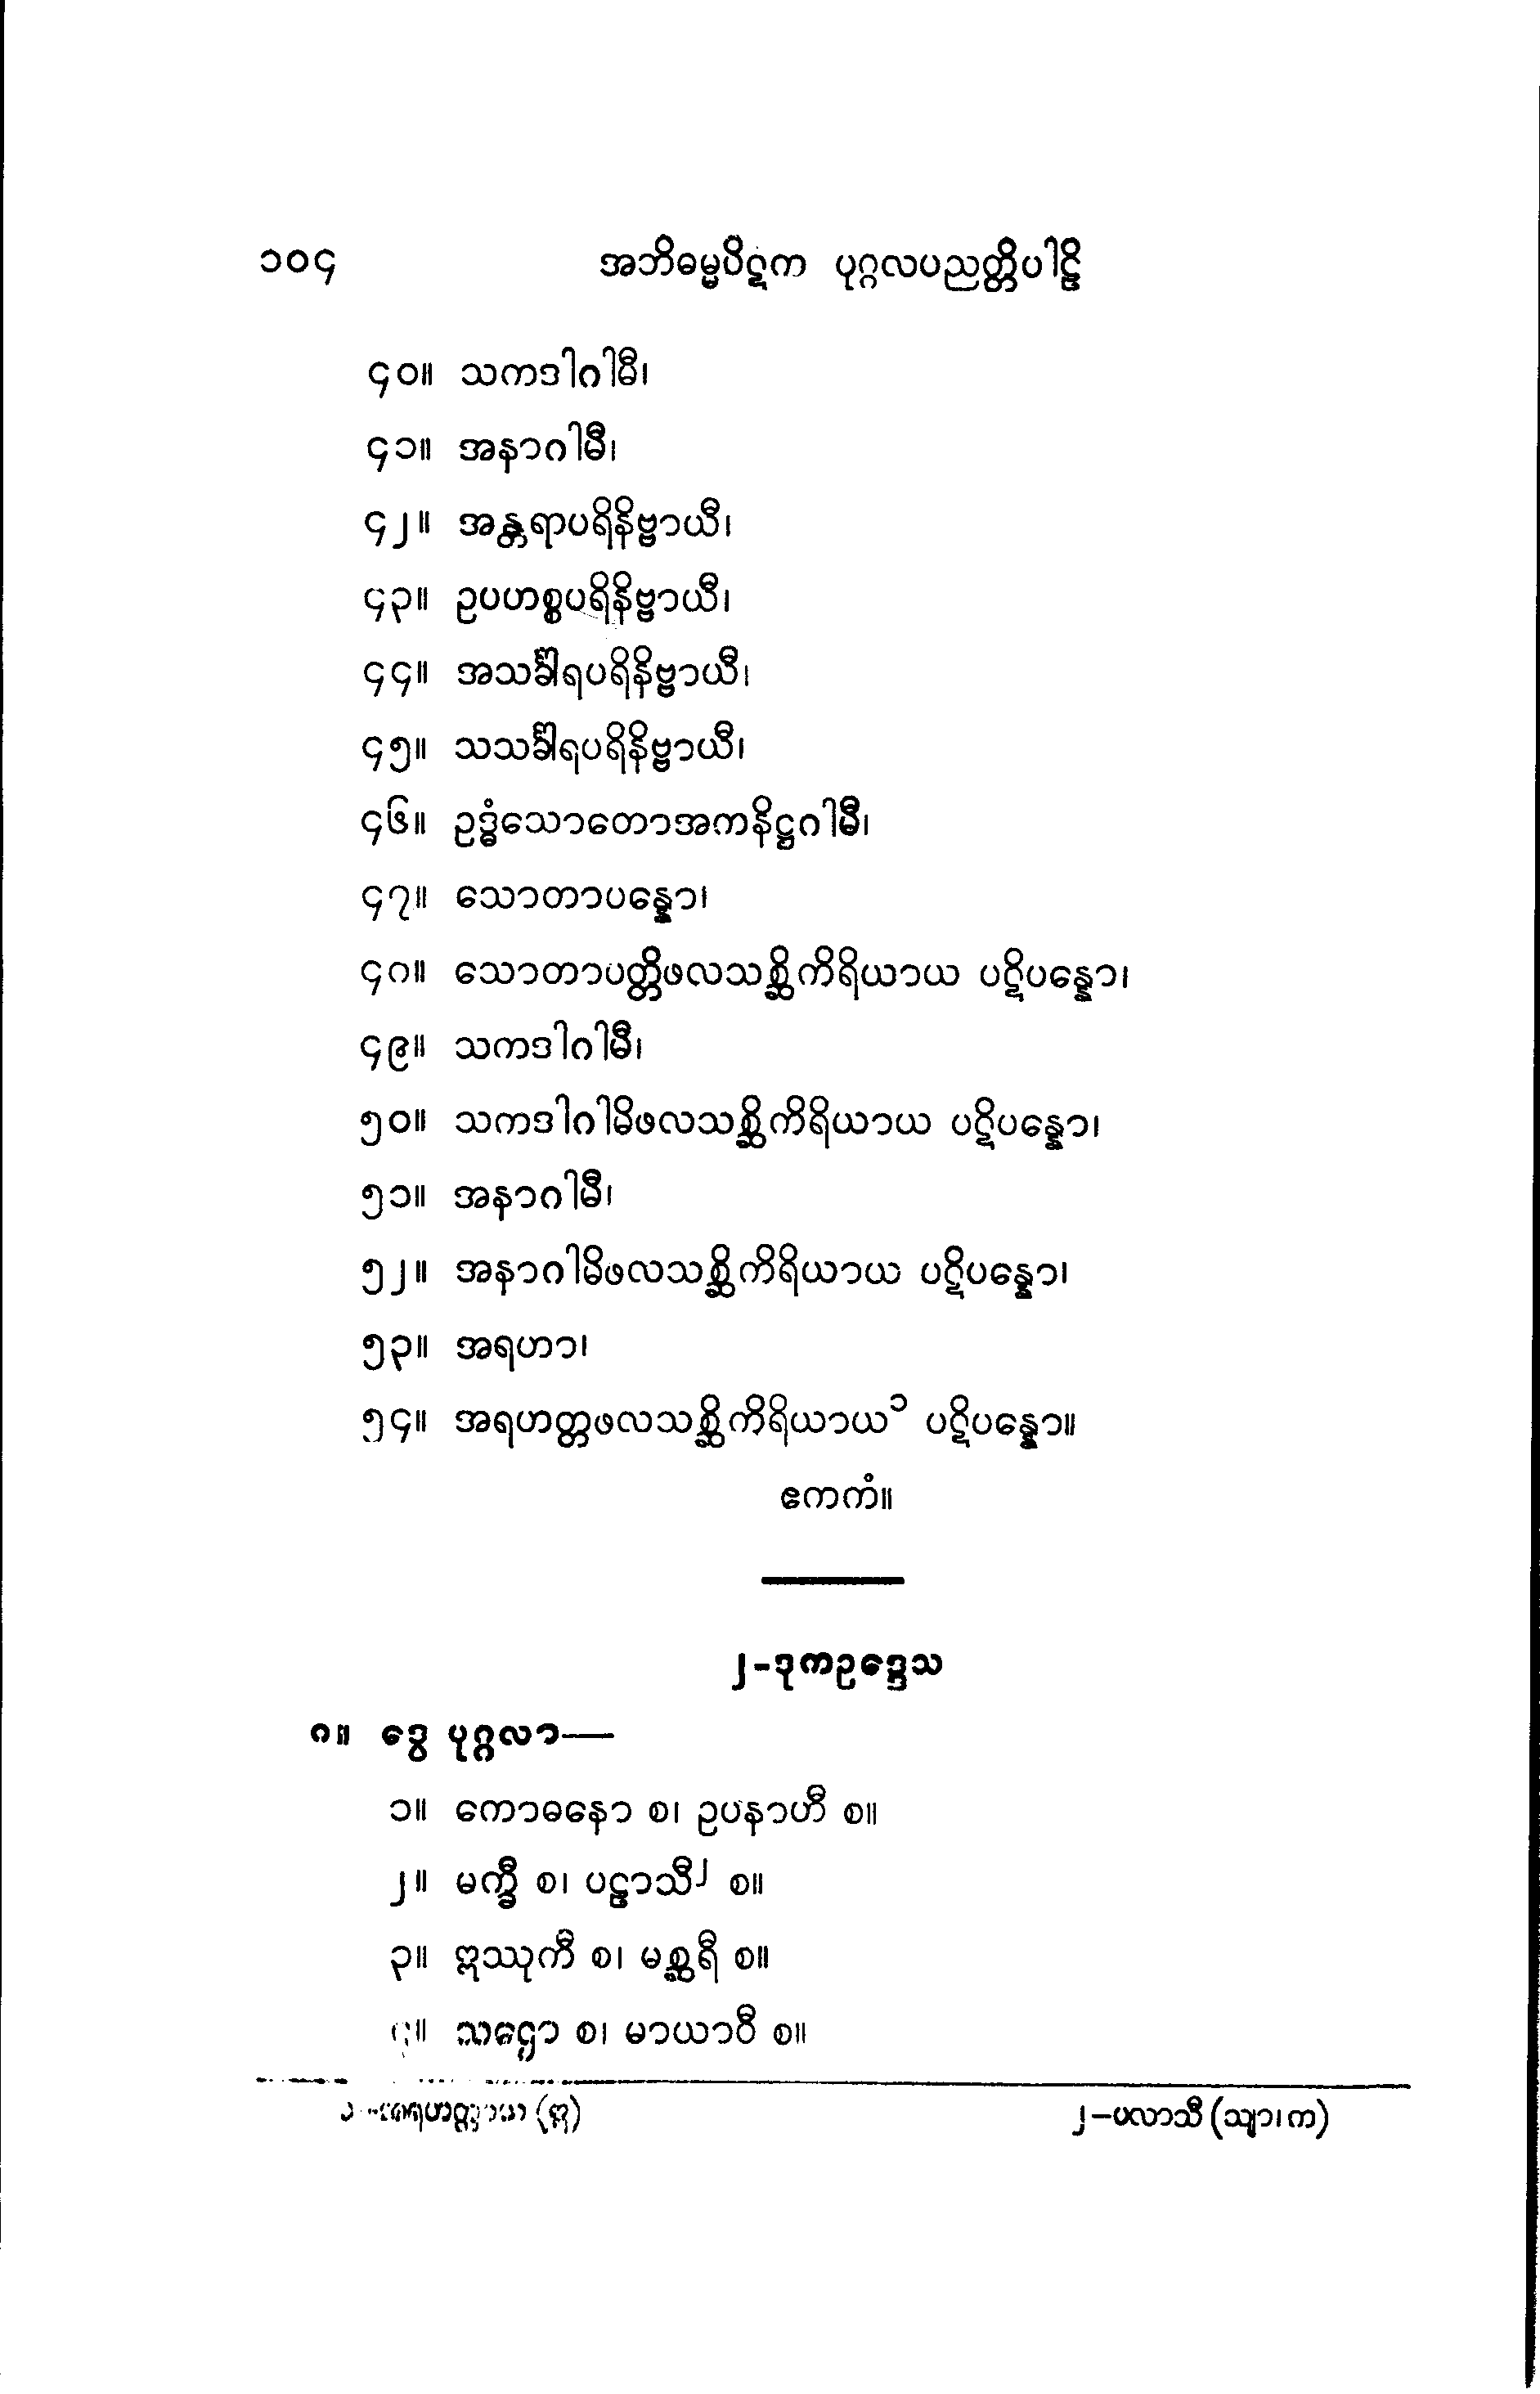 ၁၀၄ အဘိဓမ္မပိဋက ပုဂ္ဂလပညတ္တိပါဠိ
၄၀။ သကဒါဂါမီ၊
၄၁။ အနာဂါမီ၊
၄၂။ အန္တရာပရိနိဗ္ဗာယီ၊
၄၃။ ဥပဟစ္စပရိနိဗ္ဗာယီ၊
၄၄။ အသင်္ခါရပရိနိဗ္ဗာယီ၊
၄၅။ သသင်္ခါရပရိနိဗ္ဗာယီ၊
၄၆။ ဥဒ္ဓံသောတောအကနိဋ္ဌဂါမီ၊
၄၇။ သောတာပန္နော၊
၄၈။ သောတာပတ္တိဖလသစ္ဆိကိရိယာယ ပဋိပန္နော၊
၄၉။ သကဒါဂါမီ၊
၅၀။ သကဒါဂါမိဖလသစ္ဆိကိရိယာယ ပဋိပန္နော၊
၅၁။ အနာဂါမီ၊
၅၂။ အနာဂါမိဖလသစ္ဆိကိရိယာယ ပဋိပန္နော၊
၅၃။ အရဟာ၊
၅၄။ အရဟတ္တဖလသစ္ဆိကိရိယာယ၁ ပဋိပန္နော။
ဧကကံ။
၂-ဒုကဥဒ္ဒေသ
၈။ ဒွေ ပုဂ္ဂလာ—
၁။ ကောဓနော စ၊ ဥပနာဟီ စ။
၂။ မက္ခီ စ၊ ပဠာသီ၂ စ။
၃။ ဣဿုကီ စ၊ မစ္ဆရီ စ။
၄။ သဌော စ၊ မာယာဝီ စ။
၁-အရဟတ္တာယ (ဣ) ၂-ပလာသီ (သျာ၊ က)